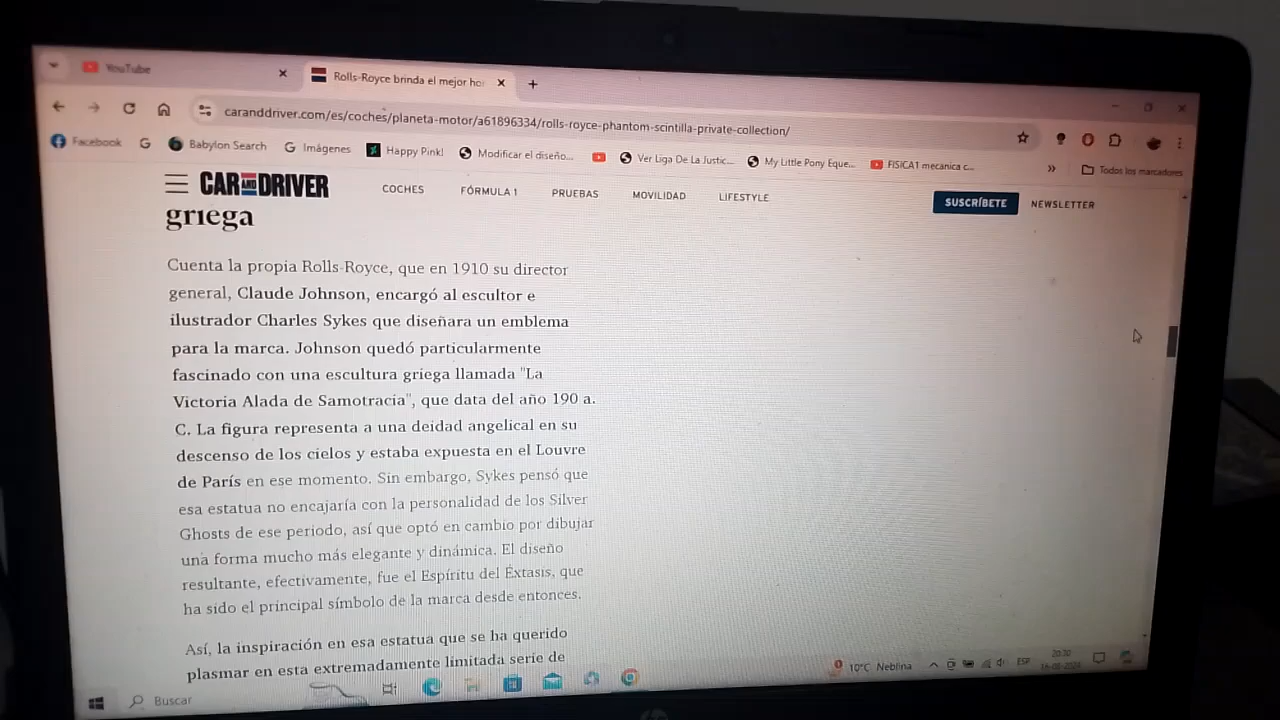 YouTube
Rolls-Royce brinda el mejor ho
caranddriver.com/es/coches/planeta-motor/a61896334/rolls-royce-phantom-scintilla-private-collection/
Facebook Babylon Search Imágenes Happy Pink! Modificar el diseño... Ver Liga De La Justic... My Little Pony Eque... FISICA1 mecanica c... » Todos los marcadores
CAR AND DRIVER COCHES FÓRMULA 1 PRUEBAS MOVILIDAD LIFESTYLE SUSCRÍBETE NEWSLETTER
griega
Cuenta la propia Rolls-Royce, que en 1910 su director
general, Claude Johnson, encargó al escultor e
ilustrador Charles Sykes que diseñara un emblema
para la marca. Johnson quedó particularmente
fascinado con una escultura griega llamada "La
Victoria Alada de Samotracia", que data del año 190 a.
C. La figura representa a una deidad angelical en su
descenso de los cielos y estaba expuesta en el Louvre
de París en ese momento. Sin embargo, Sykes pensó que
esa estatua no encajaría con la personalidad de los Silver
Ghosts de ese periodo, así que optó en cambio por dibujar
una forma mucho más elegante y dinámica. El diseño
resultante, efectivamente, fue el Espíritu del Éxtasis, que
ha sido el principal símbolo de la marca desde entonces.
Así, la inspiración en esa estatua que se ha querido
plasmar en esta extremadamente limitada serie de
Buscar
10°C Neblina ESP